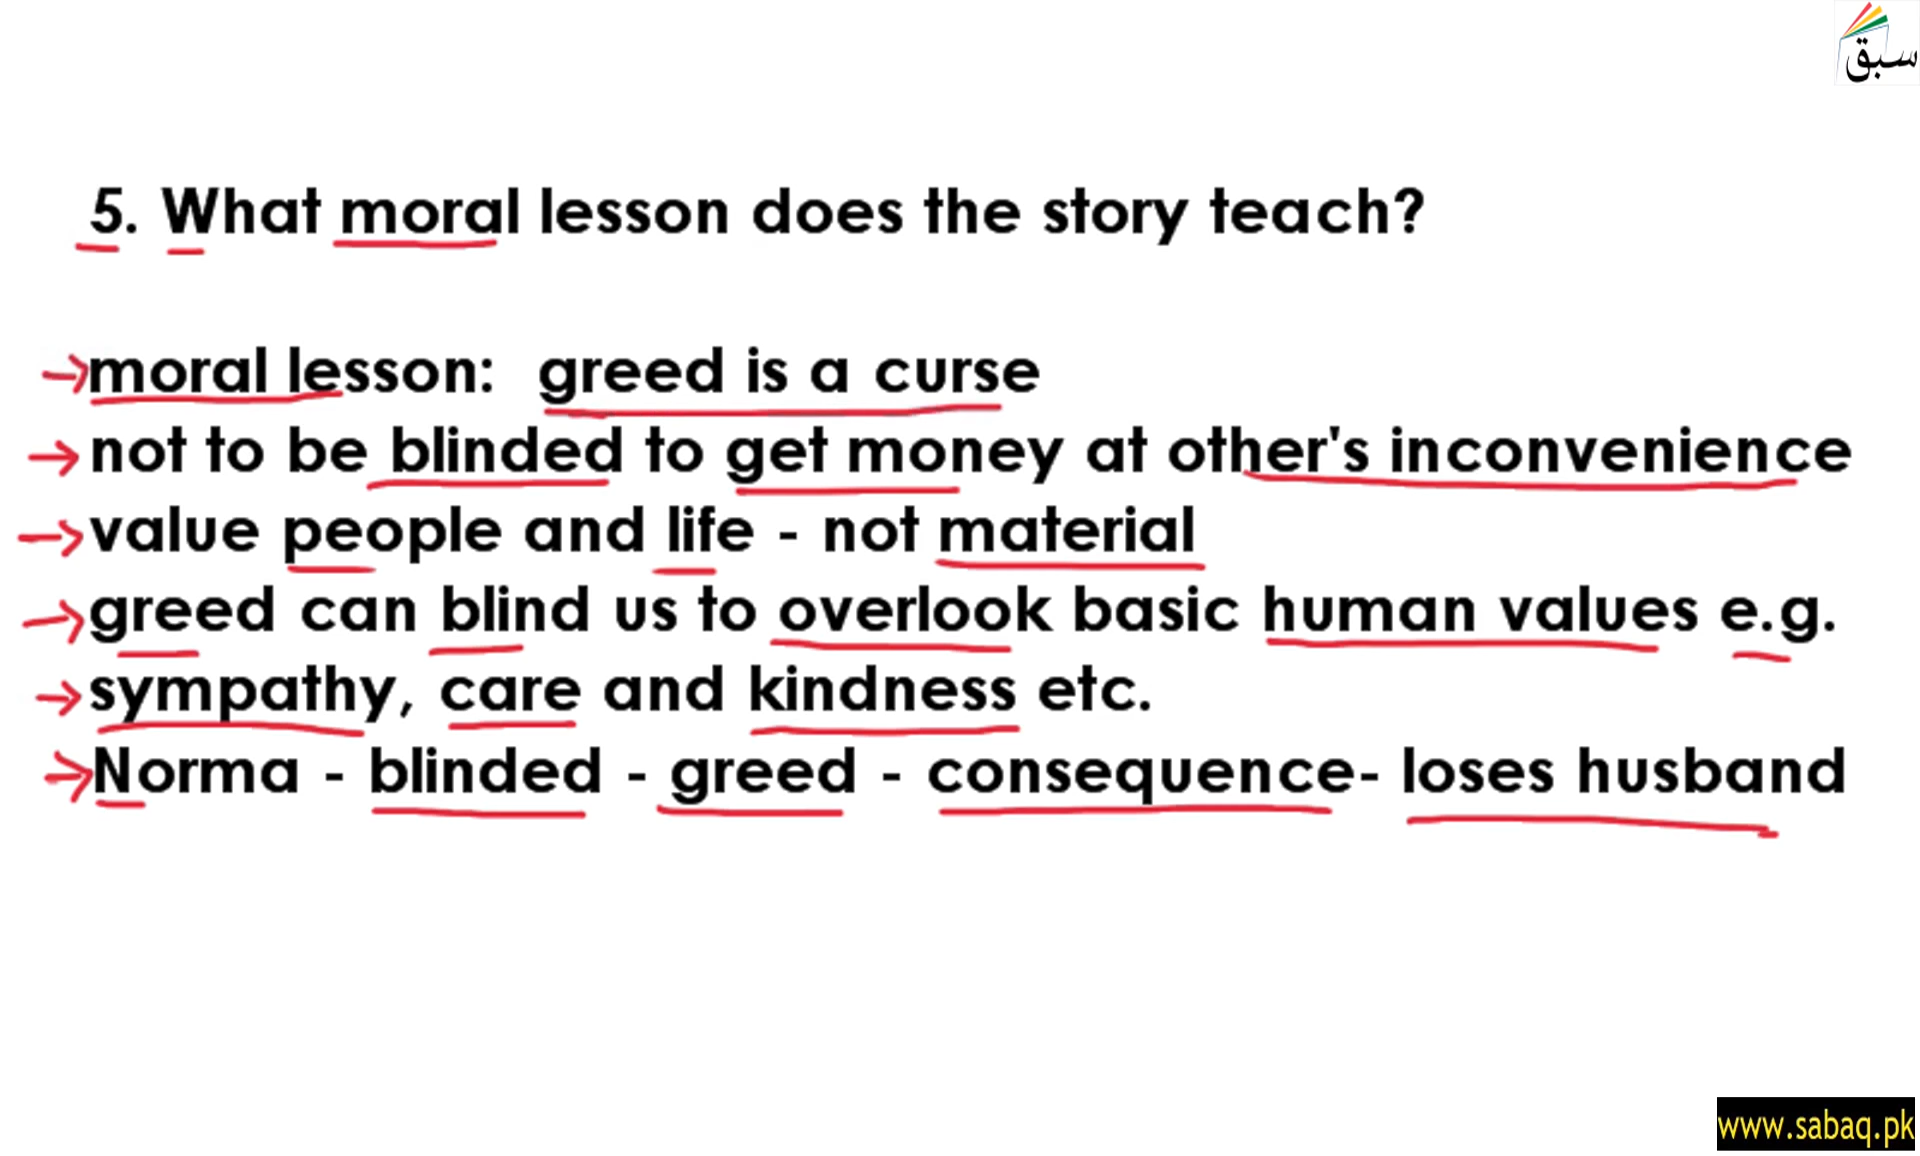 سبق
5. What moral lesson does the story teach?
moral lesson: greed is a curse
not to be blinded to get money at other's inconvenience
value people and life - not material
greed can blind us to overlook basic human values e.g.
sympathy, care and kindness etc.
Norma - blinded - greed - consequence- loses husband
www.sabaq.pk